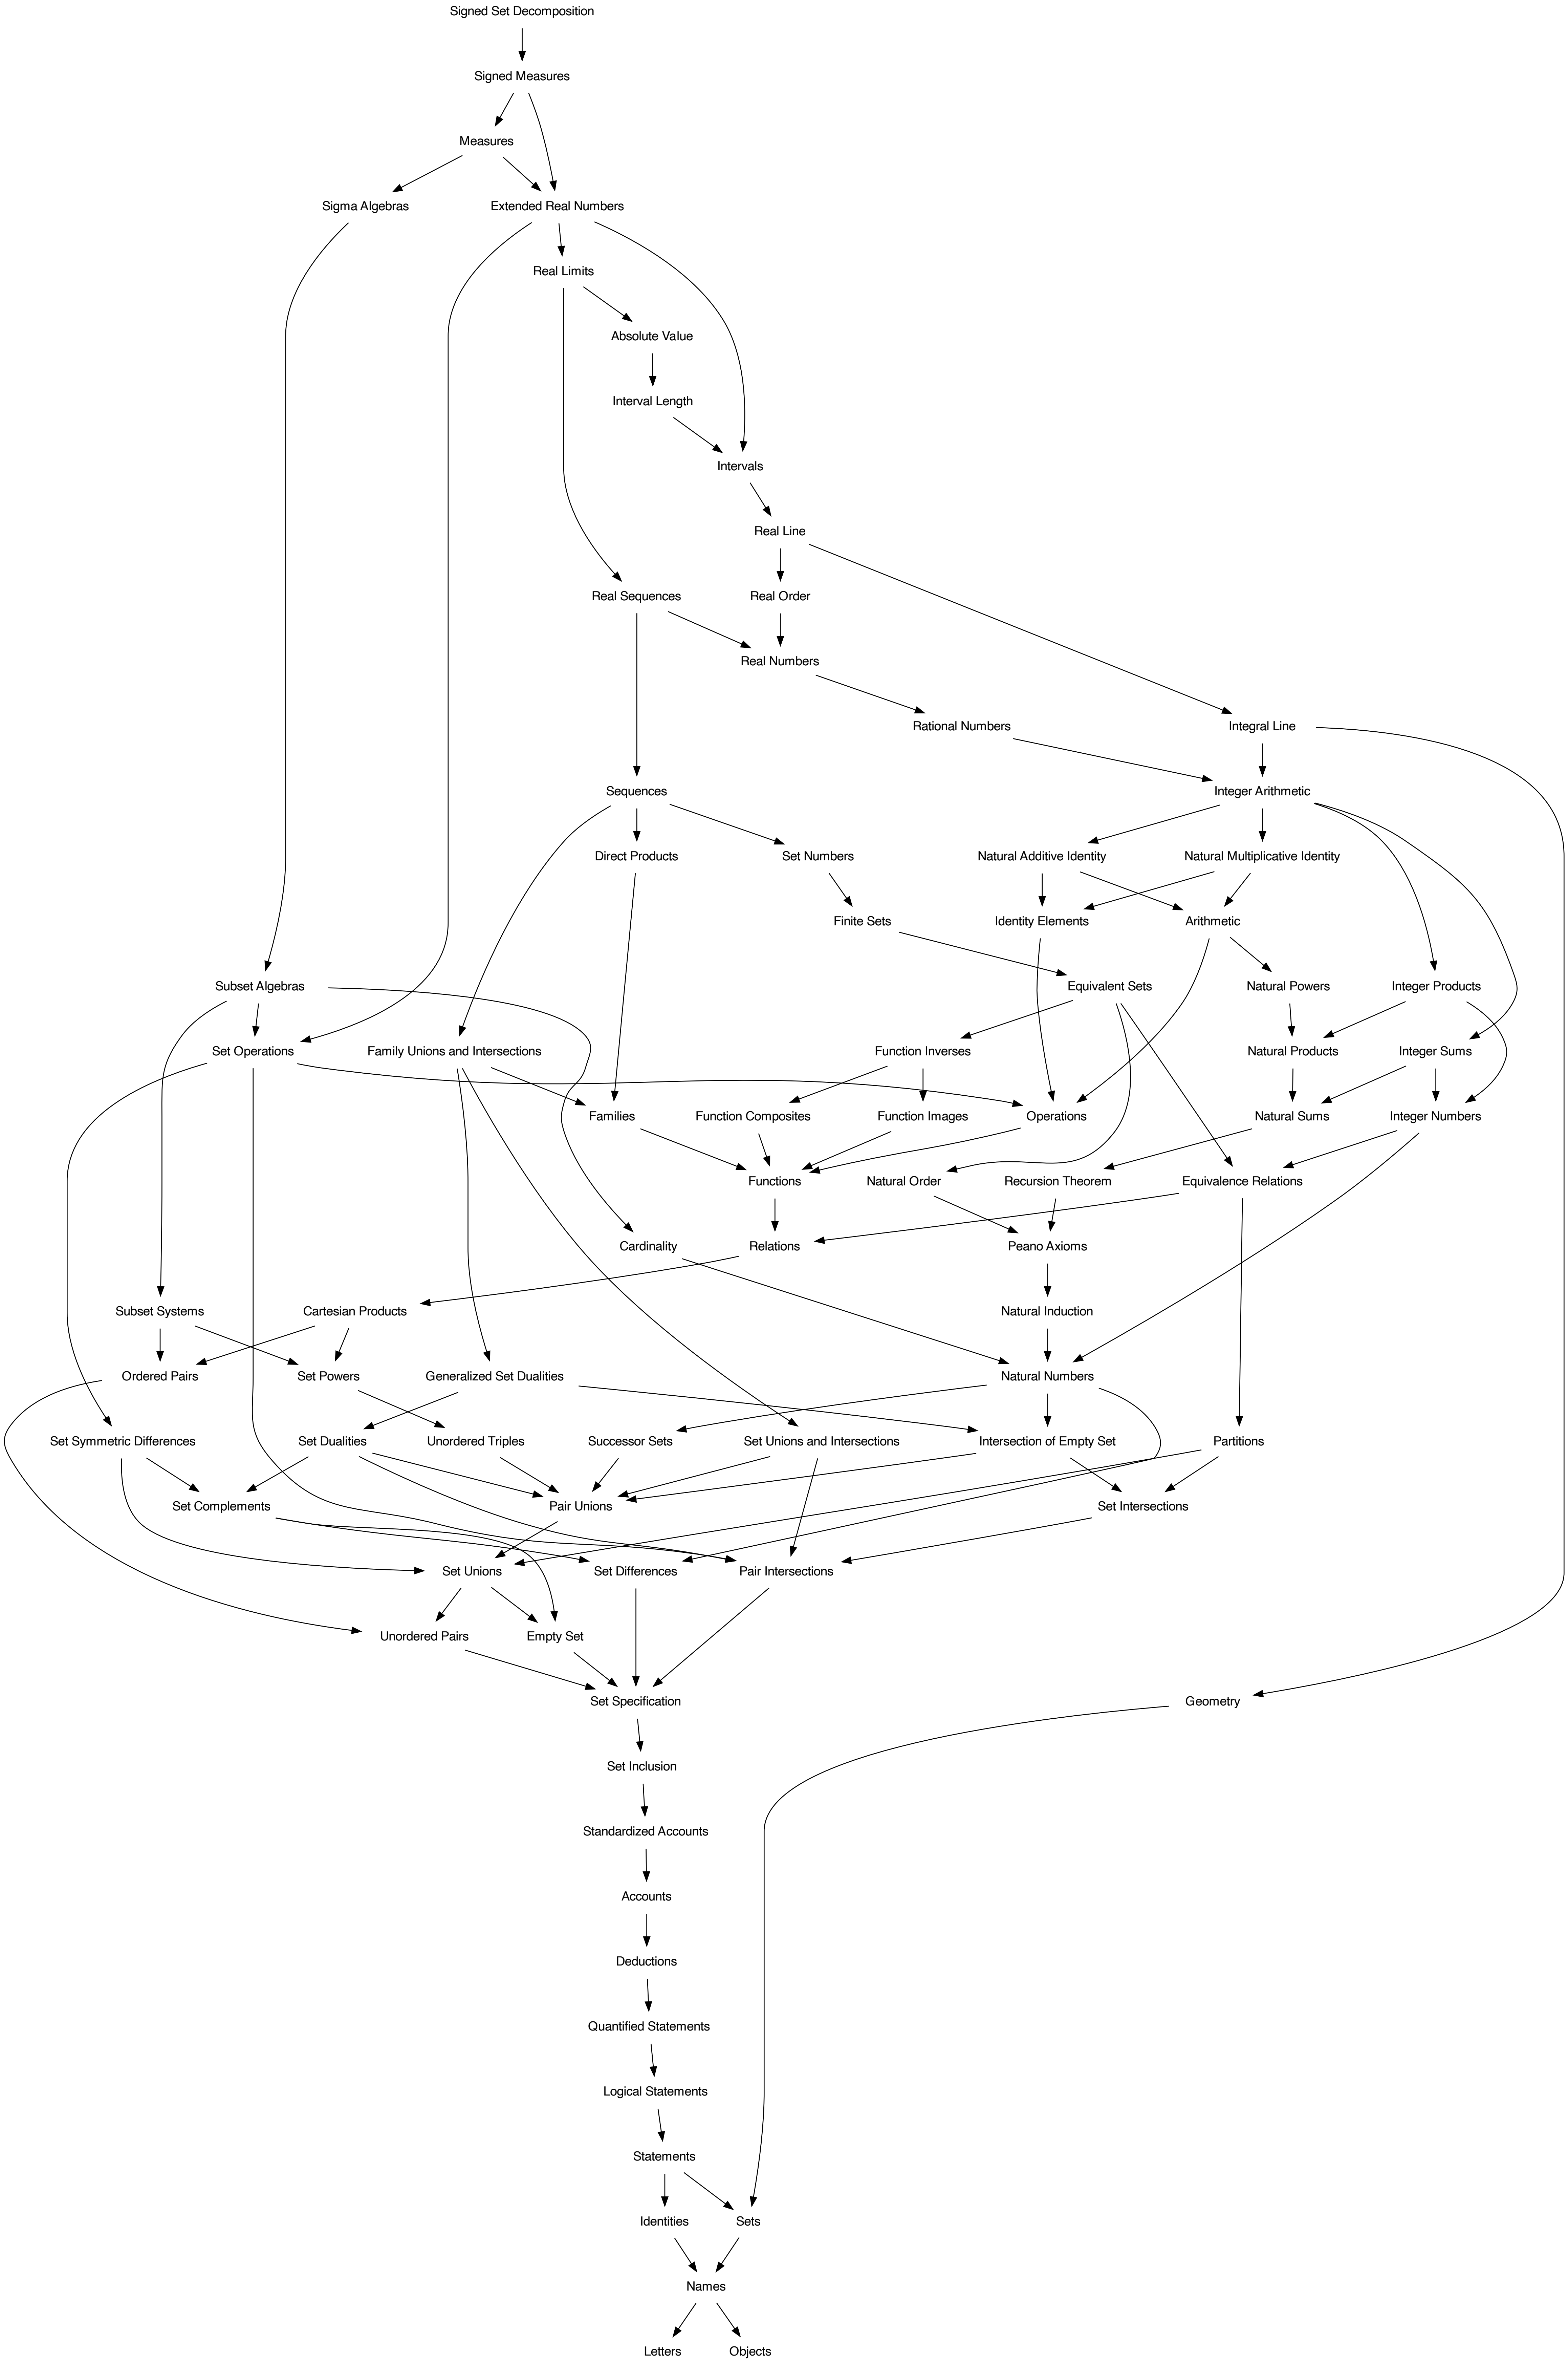 Signed Set Decomposition
Signed Measures
Measures
Sigma Algebras
Extended Real Numbers
Real Limits
Absolute Value
Interval Length
Intervals
Real Line
Real Sequences
Real Order
Real Numbers
Rational Numbers
Integral Line
Sequences
Integer Arithmetic
Direct Products
Set Numbers
Natural Additive Identity
Natural Multiplicative Identity
Finite Sets
Identity Elements
Arithmetic
Subset Algebras
Equivalent Sets
Natural Powers
Integer Products
Set Operations
Family Unions and Intersections
Function Inverses
Natural Products
Integer Sums
Families
Function Composites
Function Images
Operations
Natural Sums
Integer Numbers
Functions
Natural Order
Recursion Theorem
Equivalence Relations
Cardinality
Relations
Peano Axioms
Subset Systems
Cartesian Products
Natural Induction
Ordered Pairs
Set Powers
Generalized Set Dualities
Natural Numbers
Set Symmetric Differences
Set Dualities
Unordered Triples
Successor Sets
Set Unions and Intersections
Intersection of Empty Set
Partitions
Set Complements
Pair Unions
Set Intersections
Set Unions
Set Differences
Pair Intersections
Unordered Pairs
Empty Set
Set Specification
Geometry
Set Inclusion
Standardized Accounts
Accounts
Deductions
Quantified Statements
Logical Statements
Statements
Identities
Sets
Names
Letters
Objects